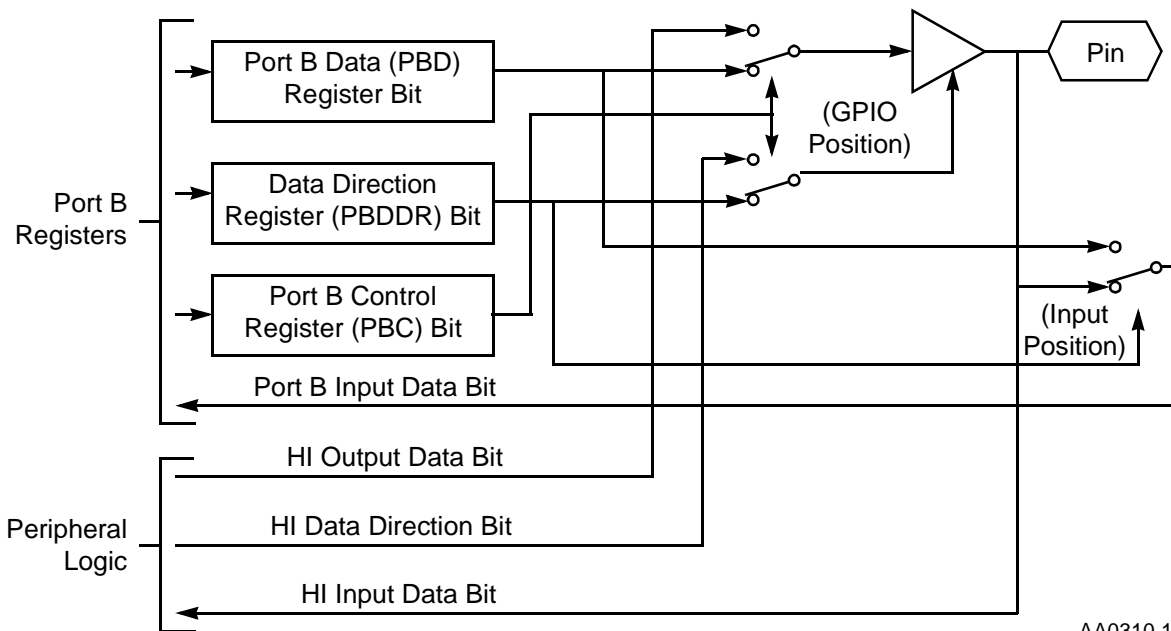 Port B Data (PBD)
Register Bit
Pin
(GPIO
Position)
Data Direction
Register (PBDDR) Bit
Port B
Registers
Port B Control
Register (PBC) Bit
(Input
Position)
Port B Input Data Bit
HI Output Data Bit
HI Data Direction Bit
Peripheral
Logic
HI Input Data Bit